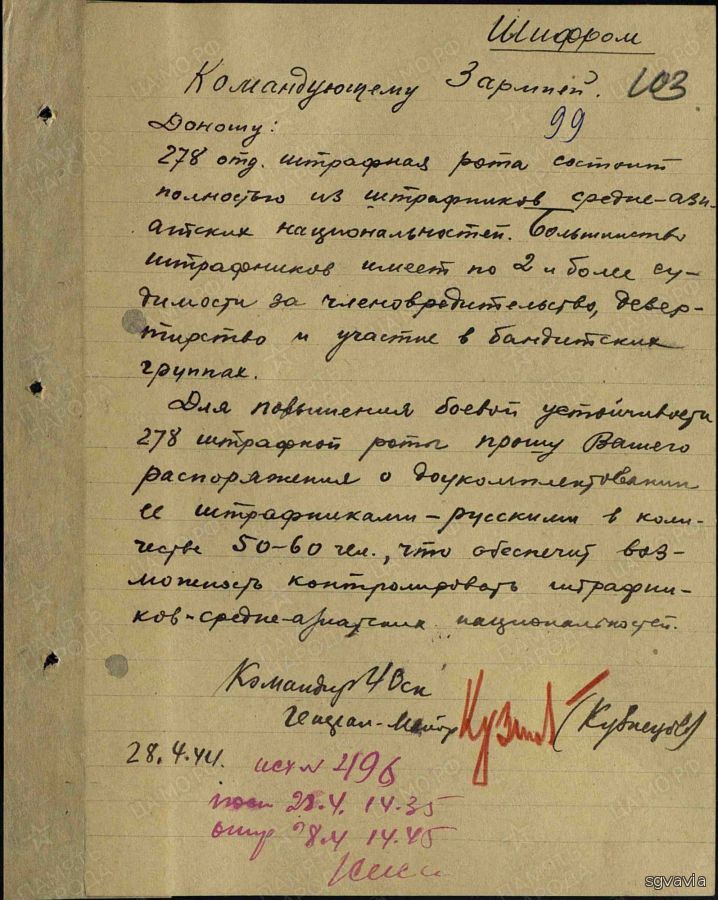 Шифром
Командующему 3 армией.
103
Доношу:
99
278 отд. штрафная рота состоит
полностью из штрафников средне-ази-
атских национальностей. Большинство
штрафников имеет по 2 и более су-
димости за членовредительство, дезер-
тирство и участие в бандитских
группах.
Для повышения боевой устойчивости
278 штрафной роты прошу Вашего
распоряжения о доукомплектовании
ее штрафниками - русскими в коли-
честве 50-60 чел., что обеспечит воз-
можность контролировать штрафни-
ков-средне-азиатских национальностей.
Командир 40 ск
генерал-майор Кузнецов (Кузнецов)
28.4.44. исх № 496
28.4. 14.35
отпр 28.4 14.45
sgvavia